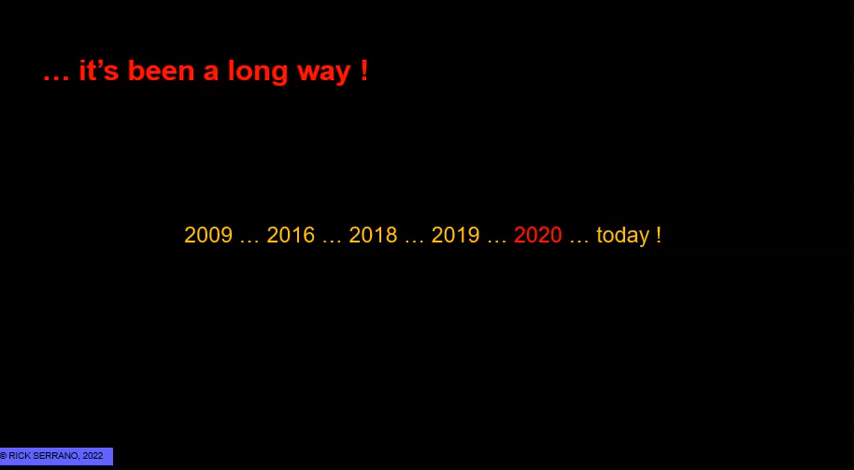 … it’s been a long way !
2009 … 2016 … 2018 … 2019 … 2020 … today !
© RICK SERRANO, 2022